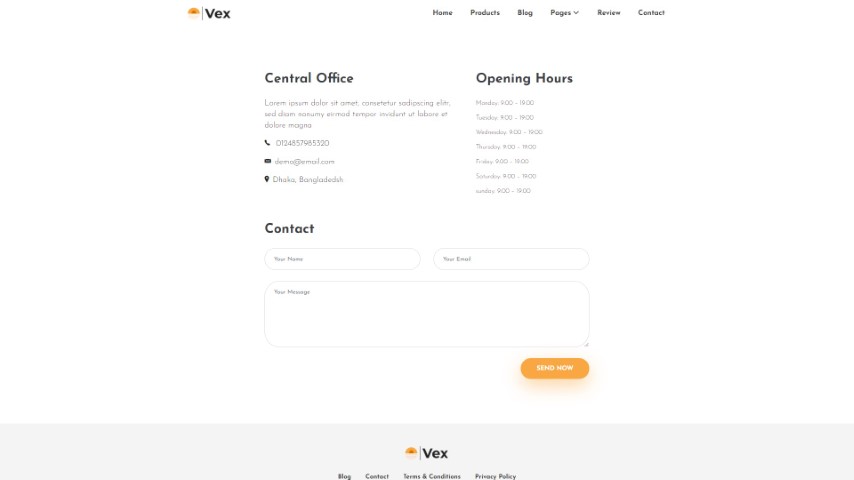 Vex
Home Products Blog Pages Review Contact
Central Office
Lorem ipsum dolor sit amet, consetetur sadipscing elitr,
sed diam nonumy eirmod tempor invidunt ut labore et
dolore magna
0124857985320
demo@email.com
Dhaka, Bangladedsh
Opening Hours
Monday: 9:00 – 19:00
Tuesday: 9:00 – 19:00
Wednesday: 9:00 – 19:00
Thursday: 9:00 – 19:00
Friday: 9:00 – 19:00
Saturday: 9:00 – 19:00
sunday: 9:00 – 19:00
Contact
Your Name
Your Email
Your Message
SEND NOW
Vex
Blog Contact Terms & Conditions Privacy Policy